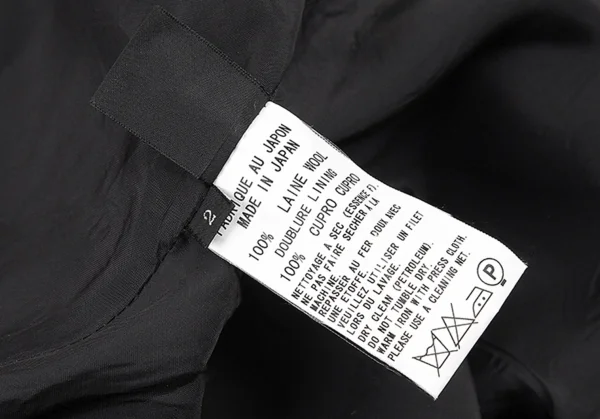 2
FABRIQUE AU JAPON
MADE IN JAPAN
100% LAINE WOOL
DOUBLURE LINING
100% CUPRO CUPRO
NETTOYAGE A SEC (ESSENCE F).
NE PAS FAIRE SECHER A LA
MACHINE.
REPASSER AU FER DOUX AVEC
UNE ETOFFE.
VEUILLEZ UTILISER UN FILET
LORS DU LAVAGE.
DRY CLEAN (PETROLEUM).
DO NOT TUMBLE DRY.
WARM IRON WITH PRESS CLOTH.
PLEASE USE A CLEANING NET.
P